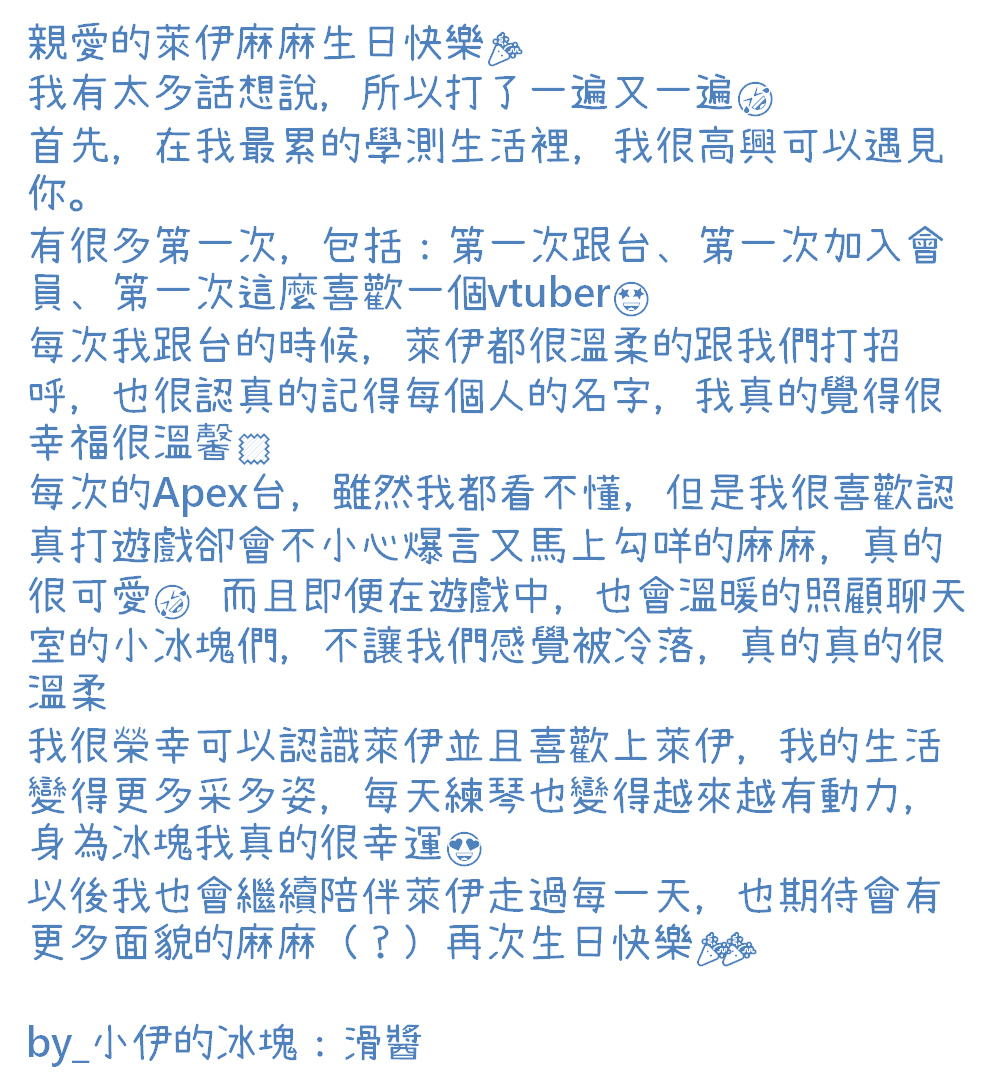 親愛的萊伊麻麻生日快樂🎉
我有太多話想說，所以打了一遍又一遍🤣
首先，在我最累的學測生活裡，我很高興可以遇見
你。
有很多第一次，包括：第一次跟台、第一次加入會
員、第一次這麼喜歡一個vtuber🤩
每次我跟台的時候，萊伊都很溫柔的跟我們打招
呼，也很認真的記得每個人的名字，我真的覺得很
幸福很溫馨
每次的Apex台，雖然我都看不懂，但是我很喜歡認
真打遊戲卻會不小心爆言又馬上勾咩的麻麻，真的
很可愛🤣 而且即便在遊戲中，也會溫暖的照顧聊天
室的小冰塊們，不讓我們感覺被冷落，真的真的很
溫柔
我很榮幸可以認識萊伊並且喜歡上萊伊，我的生活
變得更多采多姿，每天練琴也變得越來越有動力，
身為冰塊我真的很幸運😍
以後我也會繼續陪伴萊伊走過每一天，也期待會有
更多面貌的麻麻（？）再次生日快樂🎉🎉
by_小伊的冰塊：滑醬